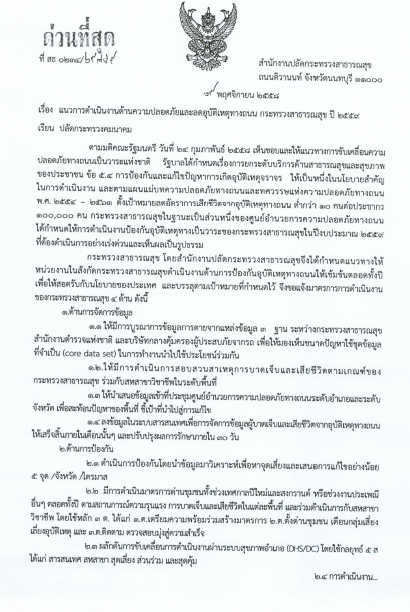 ด่วนที่สุด
ที่ สธ ๐๒๓๔/
สำนักงานปลัดกระทรวงสาธารณสุข
ถนนติวานนท์ จังหวัดนนทบุรี ๑๑๐๐๐
พฤศจิกายน ๒๕๕๘
เรื่อง แนวการดำเนินงานด้านความปลอดภัยและลดอุบัติเหตุทางถนน กระทรวงสาธารณสุข ปี ๒๕๕๙
เรียน ปลัดกระทรวงคมนาคม
ตามมติคณะรัฐมนตรี วันที่ ๒๔ กุมภาพันธ์ ๒๕๕๘ เห็นชอบและให้แนวทางการขับเคลื่อนความ
ปลอดภัยทางถนนเป็นวาระแห่งชาติ รัฐบาลได้กำหนดเรื่องการยกระดับบริการด้านสาธารณสุขและสุขภาพ
ของประชาชน ข้อ ๕.๔ การป้องกันและแก้ไขปัญหาการเกิดอุบัติเหตุจราจร ให้เป็นหนึ่งในนโยบายสำคัญ
ในการดำเนินงาน และตามแผนแม่บทความปลอดภัยทางถนนและทศวรรษแห่งความปลอดภัยทางถนน
พ.ศ. ๒๕๕๔ – ๒๕๖๓ ตั้งเป้าหมายลดอัตราการเสียชีวิตจากอุบัติเหตุทางถนน ต่ำกว่า ๑๐ คนต่อประชากร
๑๐๐,๐๐๐ คน กระทรวงสาธารณสุขในฐานะเป็นส่วนหนึ่งของศูนย์อำนวยการความปลอดภัยทางถนน
ได้กำหนดให้การดำเนินงานป้องกันอุบัติเหตุทางถนนเป็นวาระของกระทรวงสาธารณสุขในปีงบประมาณ ๒๕๕๙
ที่ต้องดำเนินการอย่างเร่งด่วนและเห็นผลเป็นรูปธรรม
กระทรวงสาธารณสุข โดยสำนักงานปลัดกระทรวงสาธารณสุขจึงได้กำหนดแนวทางให้
หน่วยงานในสังกัดกระทรวงสาธารณสุขดำเนินงานด้านการป้องกันอุบัติเหตุทางถนนให้เข้มข้นตลอดทั้งปี
เพื่อให้สอดรับกับนโยบายของประเทศ และบรรลุตามเป้าหมายที่กำหนดไว้ จึงขอแจ้งมาตรการการดำเนินงาน
ของกระทรวงสาธารณสุข ๔ ด้าน ดังนี้
๑.ด้านการจัดการข้อมูล
๑.๑ ให้มีการบูรณาการข้อมูลการตายจากแหล่งข้อมูล ๓ ฐาน ระหว่างกระทรวงสาธารณสุข
สำนักงานตำรวจแห่งชาติ และบริษัทกลางคุ้มครองผู้ประสบภัยจากรถ เพื่อให้มองเห็นขนาดปัญหาใช้ชุดข้อมูล
ที่จำเป็น (core data set) ในการทำงานนำไปใช้ประโยชน์ร่วมกัน
๑.๒.ให้มีการดำเนินการสอบสวนสาเหตุการบาดเจ็บและเสียชีวิตตามเกณฑ์ของ
กระทรวงสาธารณสุข ร่วมกับสหสาขาวิชาชีพในระดับพื้นที่
๑.๓ ให้นำเสนอข้อมูลเข้าที่ประชุมศูนย์อำนวยการความปลอดภัยทางถนนระดับอำเภอและระดับ
จังหวัด เพื่อสะท้อนปัญหาของพื้นที่ ชี้เป้าที่นำไปสู่การแก้ไข
๑.๔ ลงข้อมูลในระบบสารสนเทศเพื่อการจัดการข้อมูลผู้บาดเจ็บและเสียชีวิตจากอุบัติเหตุทางถนน
ให้เสร็จสิ้นภายในเดือนนั้นๆ และปรับปรุงผลการรักษาภายใน ๓๐ วัน
๒.ด้านการป้องกัน
๒.๑ ดำเนินการป้องกันโดยนำข้อมูลมาวิเคราะห์เพื่อหาจุดเสี่ยงและเสนอการแก้ไขอย่างน้อย
๕ จุด /จังหวัด /ไตรมาส
๒.๒ มีการดำเนินมาตรการด่านชุมชนทั้งช่วงเทศกาลปีใหม่และสงกรานต์ หรือช่วงงานประเพณี
อื่นๆ ตลอดทั้งปี ตามสถานการณ์ความรุนแรง การบาดเจ็บและเสียชีวิตในแต่ละพื้นที่ และร่วมดำเนินการกับสหสาขา
วิชาชีพ โดยใช้หลัก ๓ ต. ได้แก่ ๑.ต.เตรียมความพร้อมร่วมสร้างมาตรการ ๒.ต.ตั้งด่านชุมชน เตือนกลุ่มเสี่ยง
เลี่ยงอุบัติเหตุ และ ๓.ต.ติดตาม ตรวจสอบมุ่งสู่ความสำเร็จ
๒.๓ ผลักดันการขับเคลื่อนการดำเนินงานผ่านระบบสุขภาพอำเภอ (DHS/DC) โดยใช้กลยุทธ์ ๕ ส
ได้แก่ สารสนเทศ สหสาขา สุดเสี่ยง ส่วนร่วม และสุดคุ้ม
๒.๔ การดำเนิน...